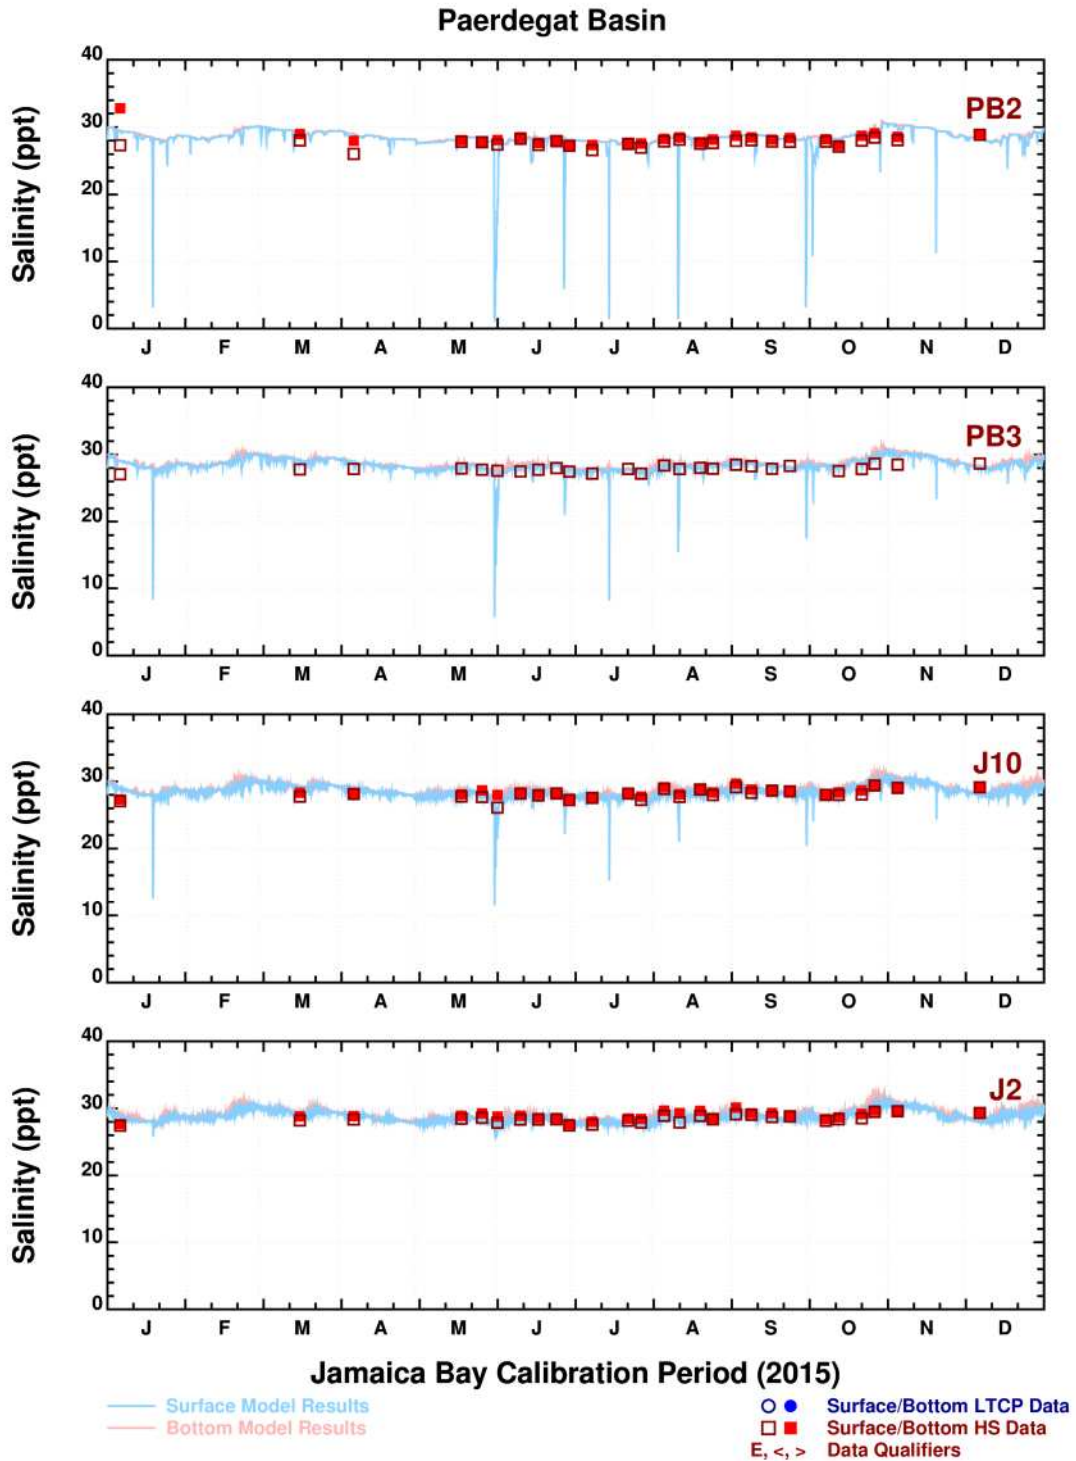 Paerdegat Basin
40
30
20
10
0
Salinity (ppt)
PB2
J F M A M J J A S O N D
40
30
20
10
0
Salinity (ppt)
PB3
J F M A M J J A S O N D
40
30
20
10
0
Salinity (ppt)
J10
J F M A M J J A S O N D
40
30
20
10
0
Salinity (ppt)
J2
J F M A M J J A S O N D
Jamaica Bay Calibration Period (2015)
Surface Model Results
Bottom Model Results
Surface/Bottom LTCP Data
Surface/Bottom HS Data
E, <, > Data Qualifiers